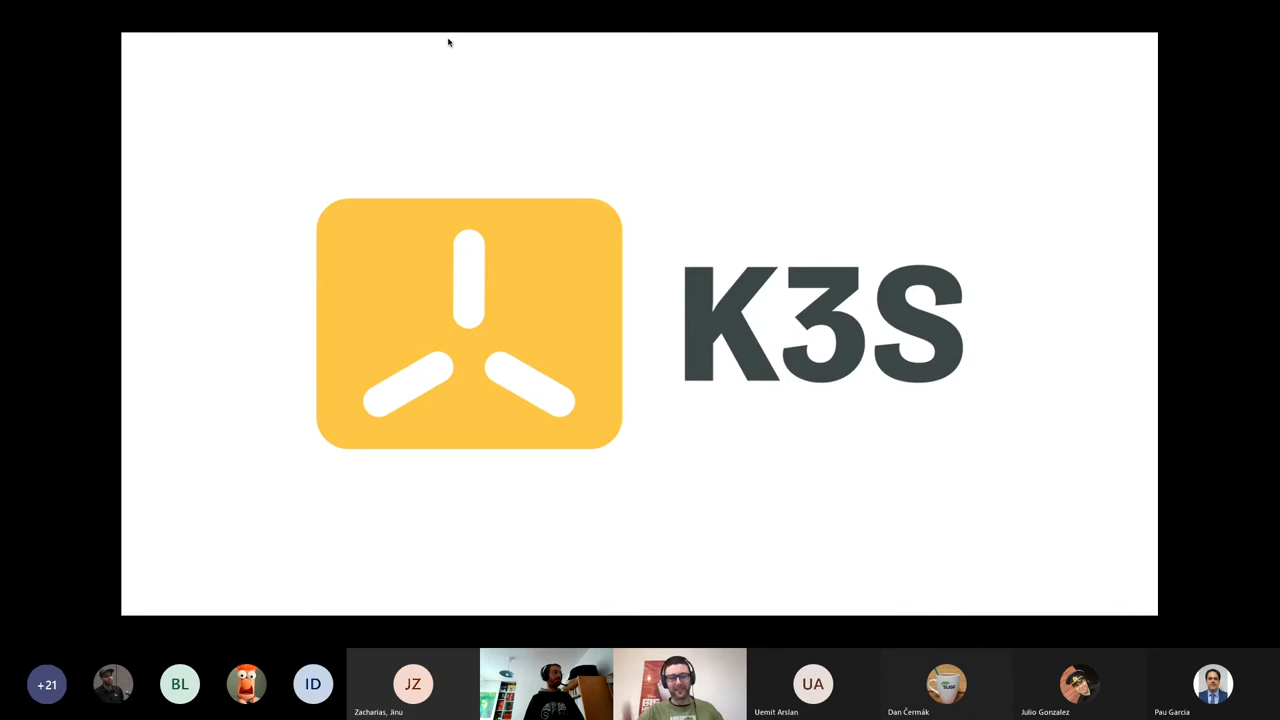 K3S
+21
BL
ID
JZ
UA
Zacharias, Jinu
Uemit Arslan
Dan Čermák
Julio Gonzalez
Pau Garcia